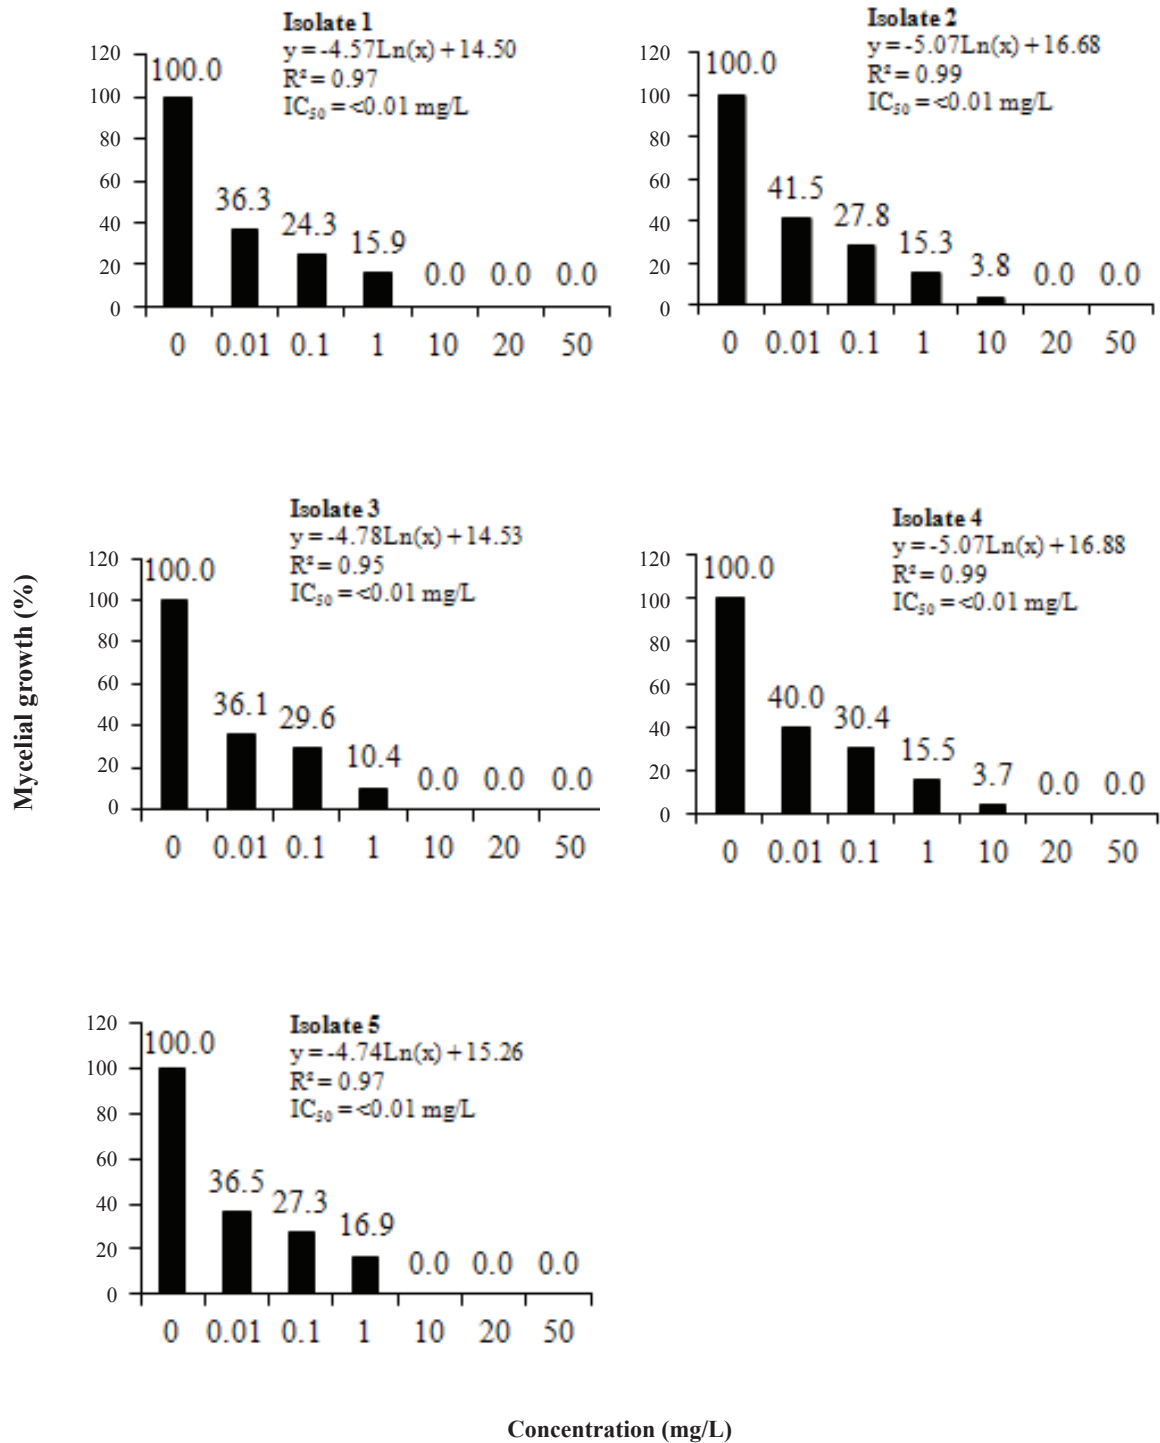 Isolate 1
y = -4.57Ln(x) + 14.50
R² = 0.97
IC₅₀ = <0.01 mg/L
120
100
80
60
40
20
0
100.0
36.3
24.3
15.9
0.0 0.0 0.0
0 0.01 0.1 1 10 20 50
Isolate 2
y = -5.07Ln(x) + 16.68
R² = 0.99
IC₅₀ = <0.01 mg/L
120
100
80
60
40
20
0
100.0
41.5
27.8
15.3
3.8
0.0 0.0
0 0.01 0.1 1 10 20 50
Mycelial growth (%)
Isolate 3
y = -4.78Ln(x) + 14.53
R² = 0.95
IC₅₀ = <0.01 mg/L
120
100
80
60
40
20
0
100.0
36.1
29.6
10.4
0.0 0.0 0.0
0 0.01 0.1 1 10 20 50
Isolate 4
y = -5.07Ln(x) + 16.88
R² = 0.99
IC₅₀ = <0.01 mg/L
120
100
80
60
40
20
0
100.0
40.0
30.4
15.5
3.7
0.0 0.0
0 0.01 0.1 1 10 20 50
Isolate 5
y = -4.74Ln(x) + 15.26
R² = 0.97
IC₅₀ = <0.01 mg/L
120
100
80
60
40
20
0
100.0
36.5
27.3
16.9
0.0 0.0 0.0
0 0.01 0.1 1 10 20 50
Concentration (mg/L)